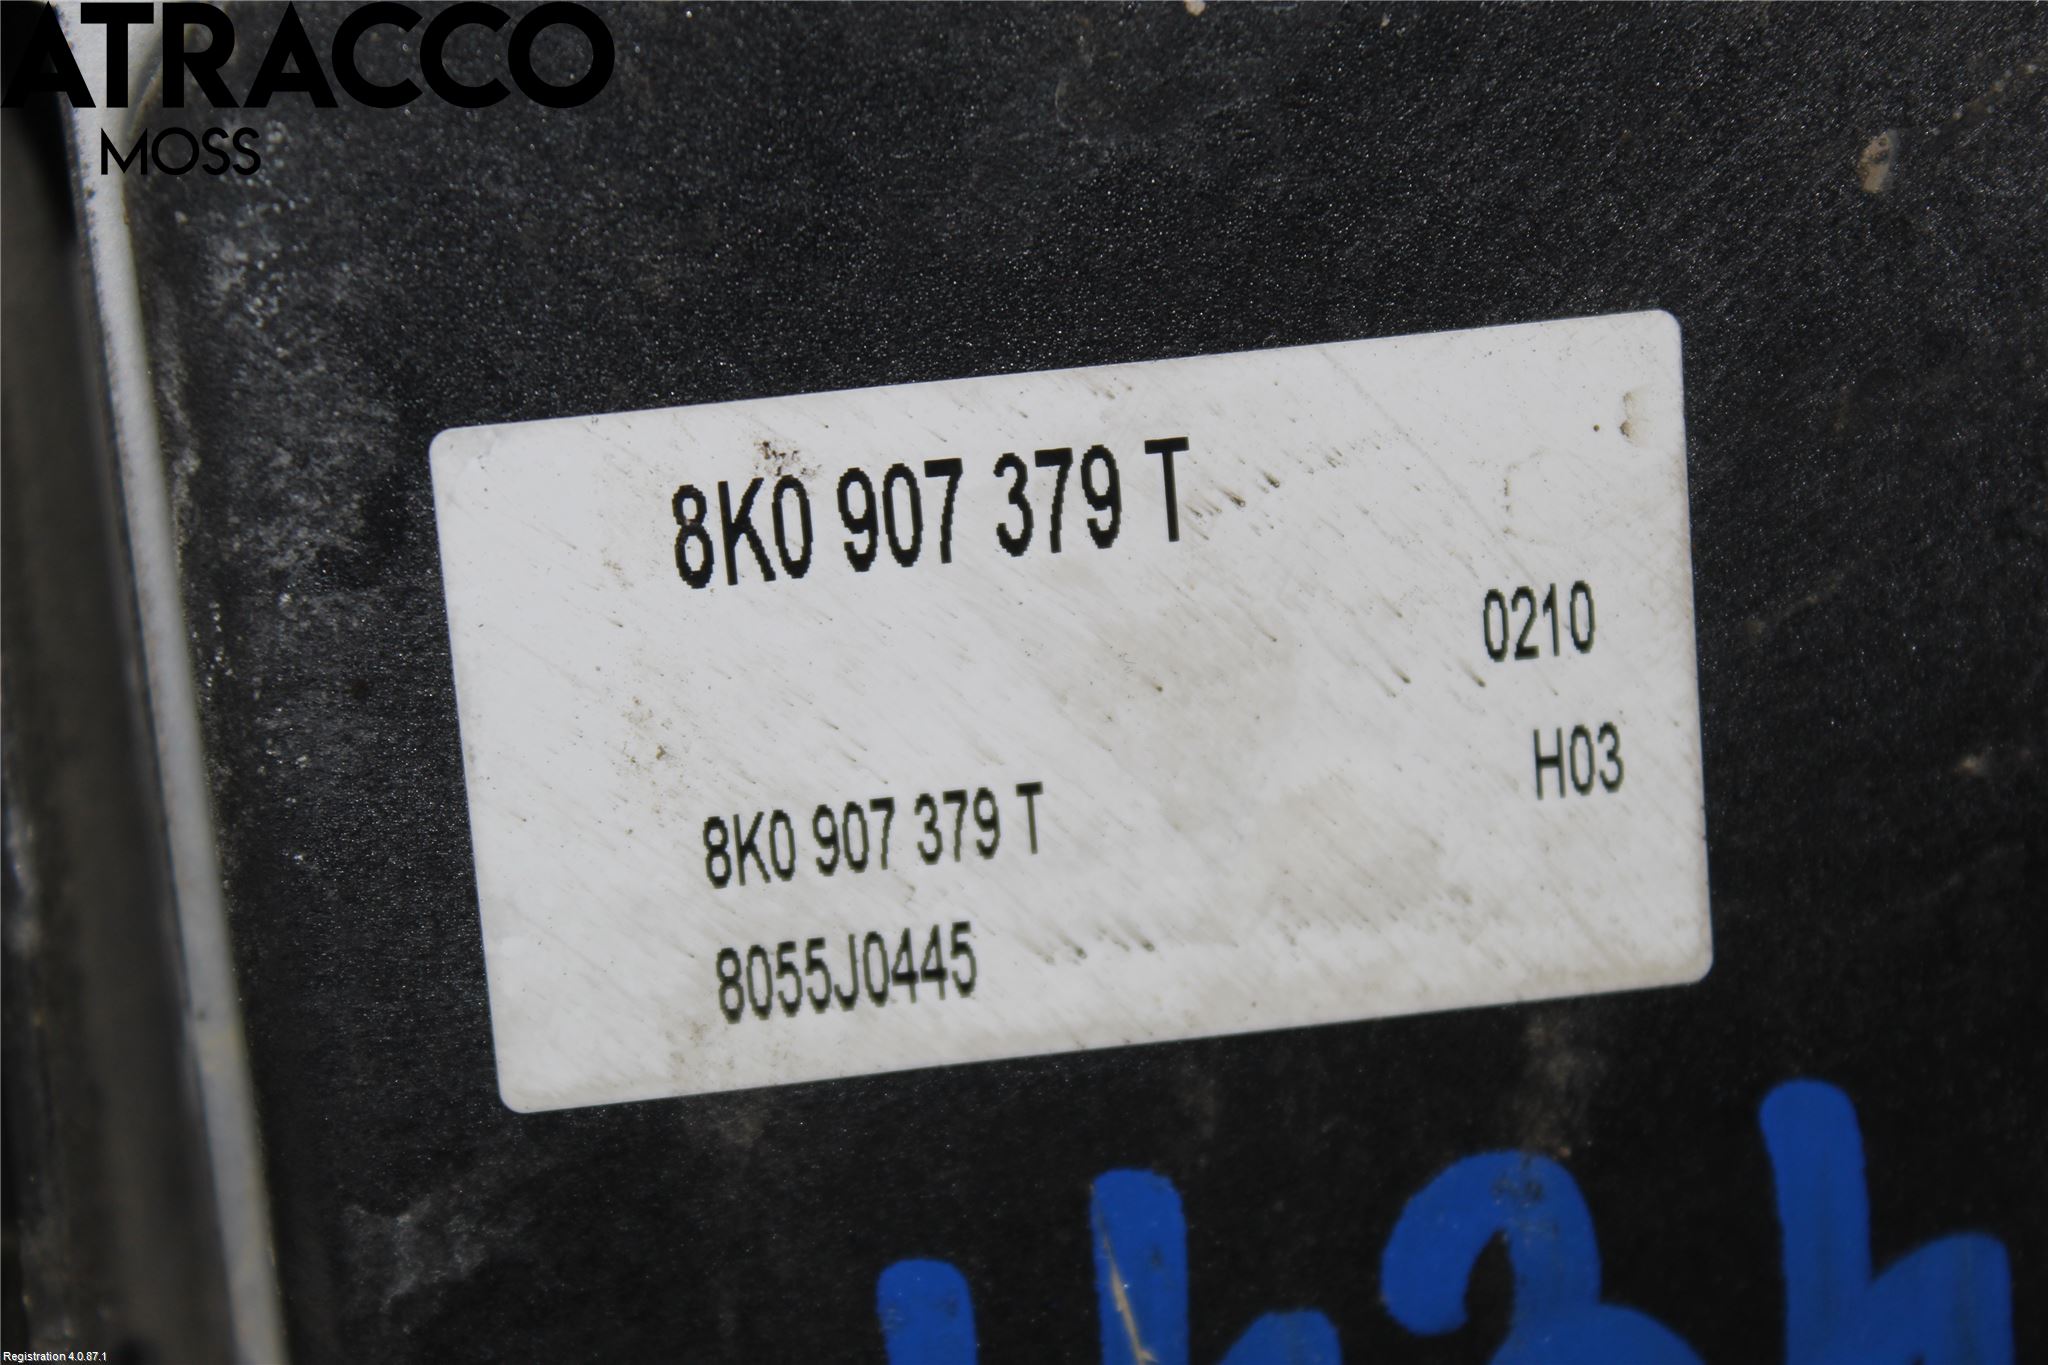 ATRACCO
MOSS
8K0 907 379 T
0210
H03
8K0 907 379 T
8055J0445
Registration 4.0.87.1